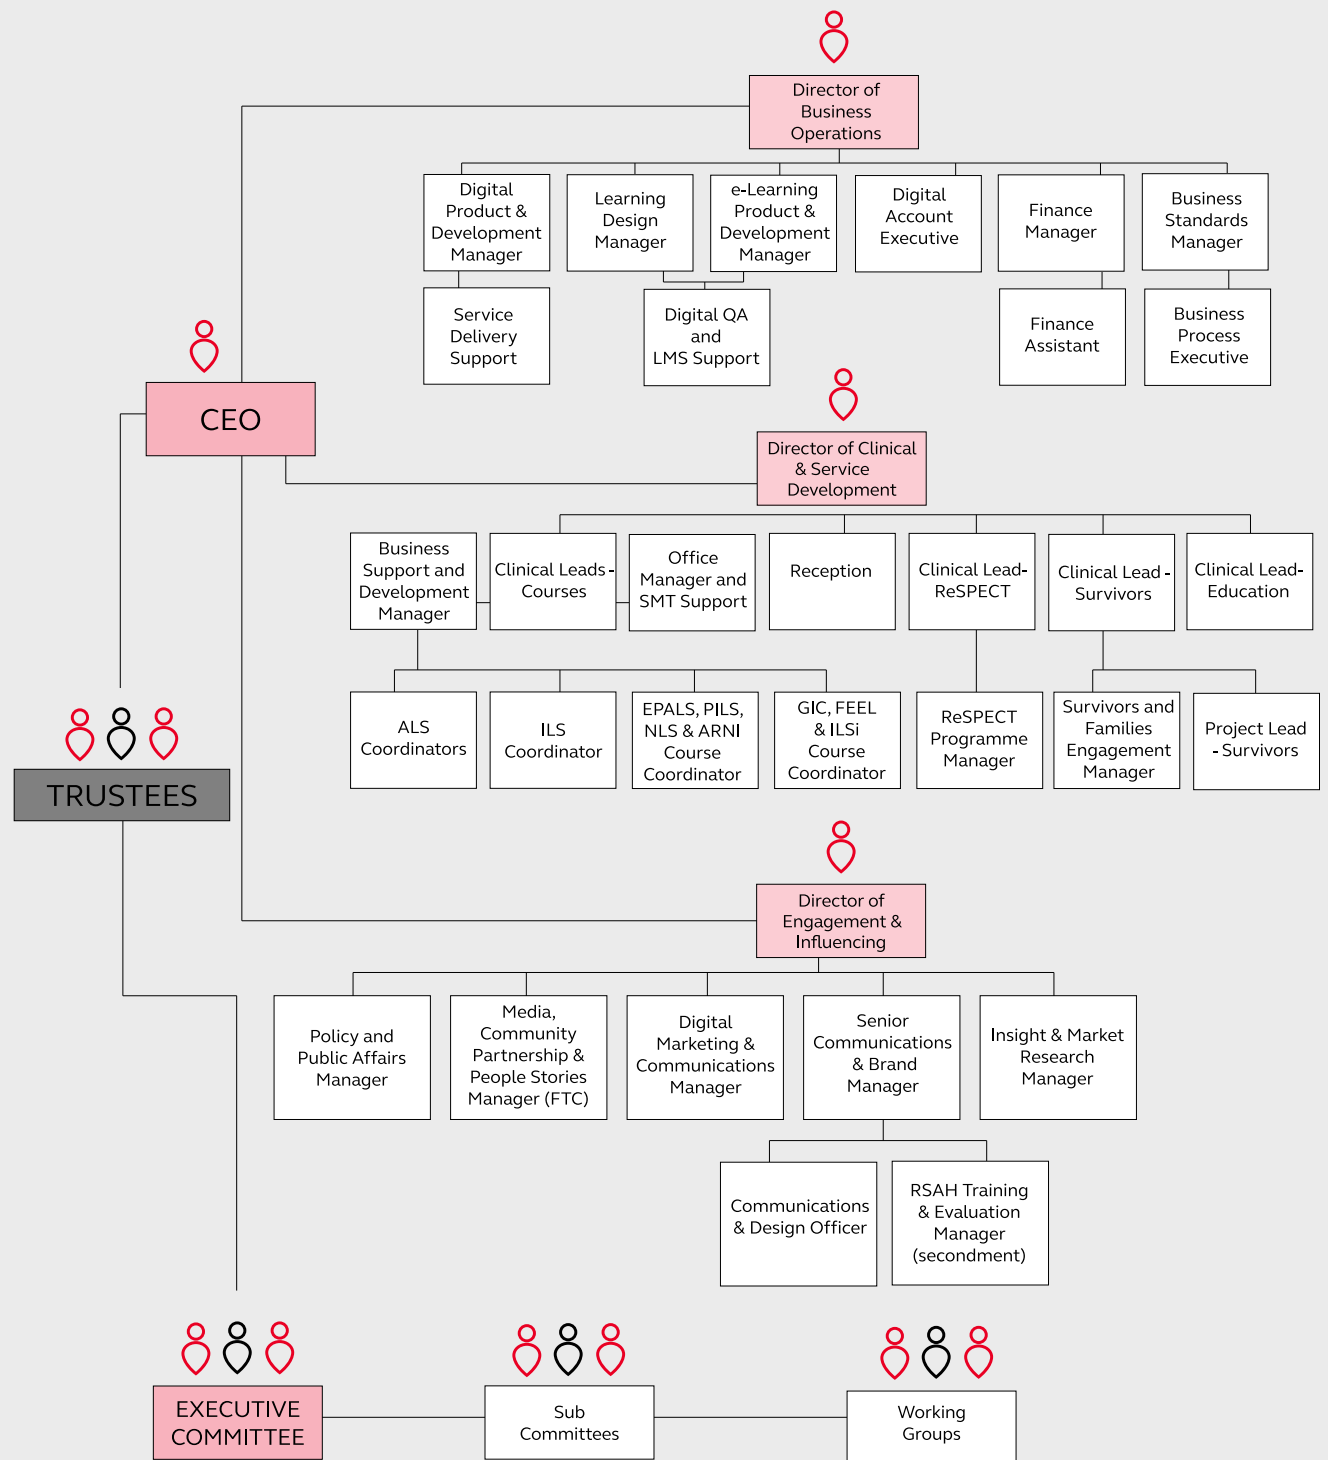 Director of
Business
Operations
Digital
Product &
Development
Manager
Learning
Design
Manager
e-Learning
Product &
Development
Manager
Digital
Account
Executive
Finance
Manager
Business
Standards
Manager
Service
Delivery
Support
Digital QA
and
LMS Support
Finance
Assistant
Business
Process
Executive
CEO
Director of Clinical
& Service
Development
Business
Support and
Development
Manager
Clinical Leads -
Courses
Office
Manager and
SMT Support
Reception
Clinical Lead-
ReSPECT
Clinical Lead -
Survivors
Clinical Lead-
Education
ALS
Coordinators
ILS
Coordinator
EPALS, PILS,
NLS & ARNI
Course
Coordinator
GIC, FEEL
& ILSi
Course
Coordinator
ReSPECT
Programme
Manager
Survivors and
Families
Engagement
Manager
Project Lead
- Survivors
TRUSTEES
Director of
Engagement &
Influencing
Policy and
Public Affairs
Manager
Media,
Community
Partnership &
People Stories
Manager (FTC)
Digital
Marketing &
Communications
Manager
Senior
Communications
& Brand
Manager
Insight & Market
Research
Manager
Communications
& Design Officer
RSAH Training
& Evaluation
Manager
(secondment)
EXECUTIVE
COMMITTEE
Sub
Committees
Working
Groups